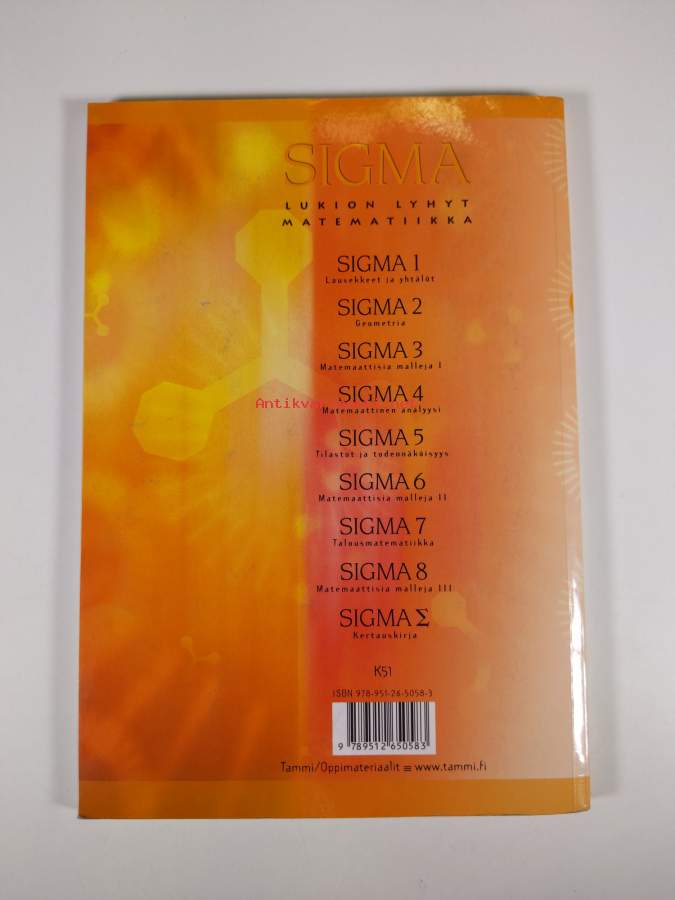 SIGMA
LUKION LYHYT
MATEMATIIKKA
SIGMA 1
Lausekkeet ja yhtälöt
SIGMA 2
Geometria
SIGMA 3
Matemaattisia malleja I
SIGMA 4
Antikva
Matemaattinen analyysi
SIGMA 5
Tilastot ja todennäköisyys
SIGMA 6
Matemaattisia malleja II
SIGMA 7
Talousmatematiikka
SIGMA 8
Matemaattisia malleja III
SIGMA Σ
Kertauskirja
K51
ISBN 978-951-26-5058-3
9 789512 650583
Tammi/Oppimateriaalit ≡ www.tammi.fi